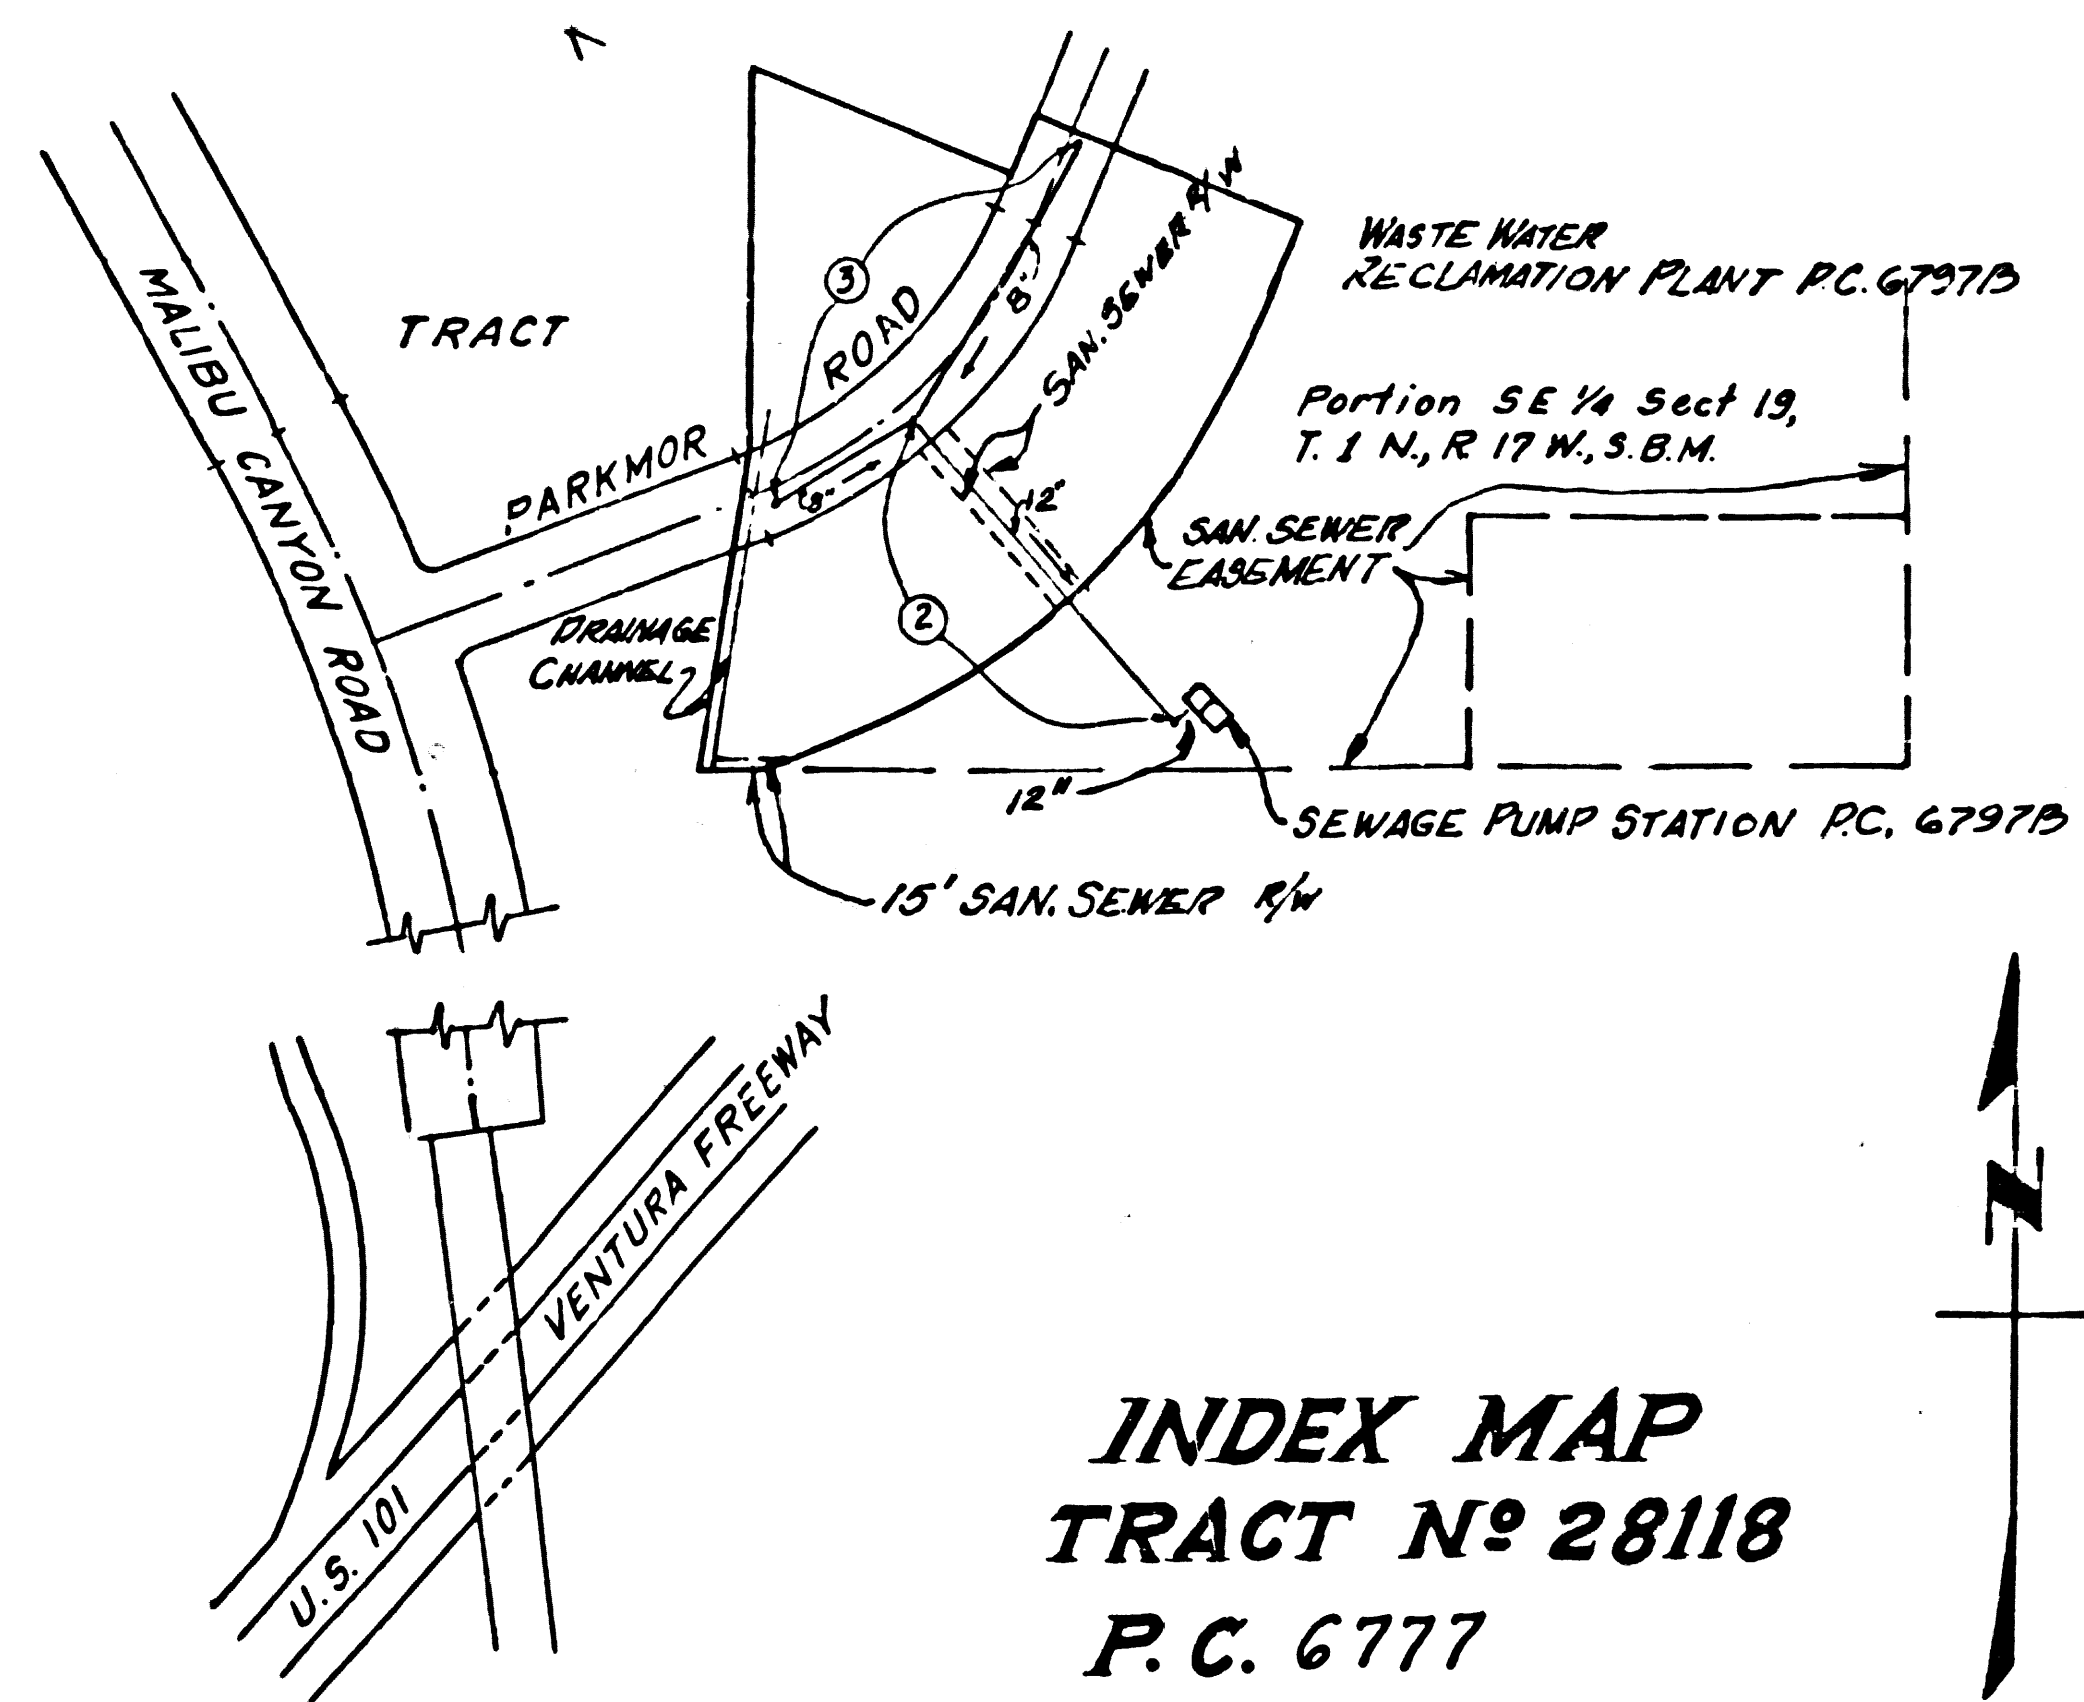 WASTE WATER
RECLAMATION PLANT P.C. 6797B
SAN. SEWER R/W
3
8"
TRACT
ROAD
Portion SE 1/4 Sect 19,
T. 1 N., R 17 W., S.B.M.
MALIBU CANYON ROAD
PARKMOR
8"
12"
SAN. SEWER
EASEMENT
2
DRAINAGE
CHANNEL
12"
SEWAGE PUMP STATION P.C. 6797B
15' SAN. SEWER R/W
VENTURA FREEWAY
U.S. 101
N
INDEX MAP
TRACT Nº 28118
P.C. 6777